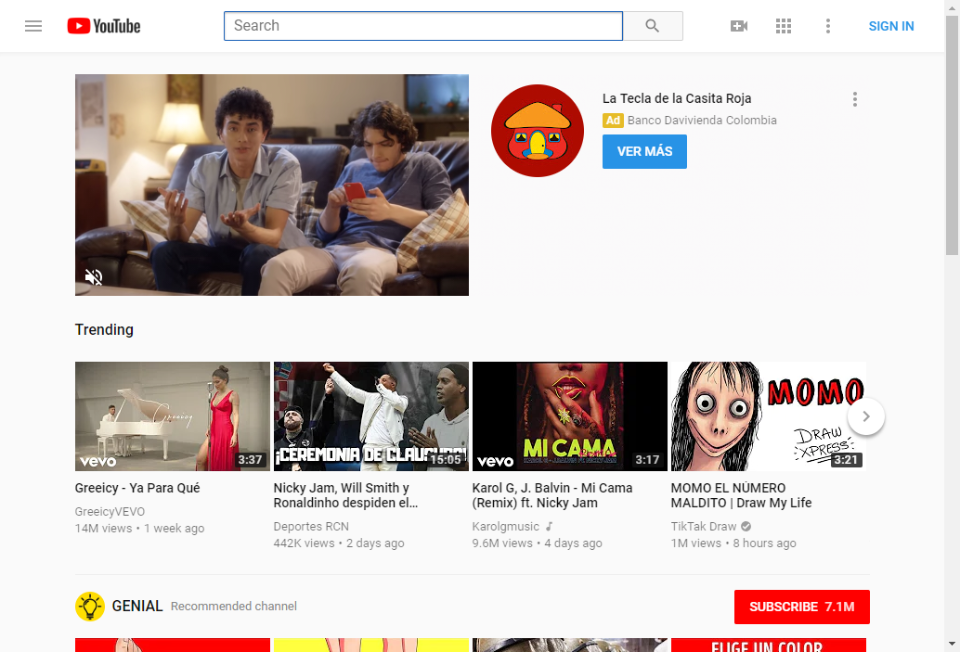 YouTube
Search
SIGN IN
La Tecla de la Casita Roja
Ad Banco Davivienda Colombia
VER MÁS
Trending
Greeicy
vevo
3:37
¡CEREMONIA DE CLAUSURA!
15:05
MI CAMA
vevo
3:17
MOMO
DRAW
XPRESS
3:21
Greeicy - Ya Para Qué
GreeicyVEVO
14M views • 1 week ago
Nicky Jam, Will Smith y
Ronaldinho despiden el...
Deportes RCN
442K views • 2 days ago
Karol G, J. Balvin - Mi Cama
(Remix) ft. Nicky Jam
Karolgmusic
9.6M views • 4 days ago
MOMO EL NÚMERO
MALDITO | Draw My Life
TikTak Draw
1M views • 8 hours ago
GENIAL Recommended channel
SUBSCRIBE 7.1M
ELIGE UN COLOR